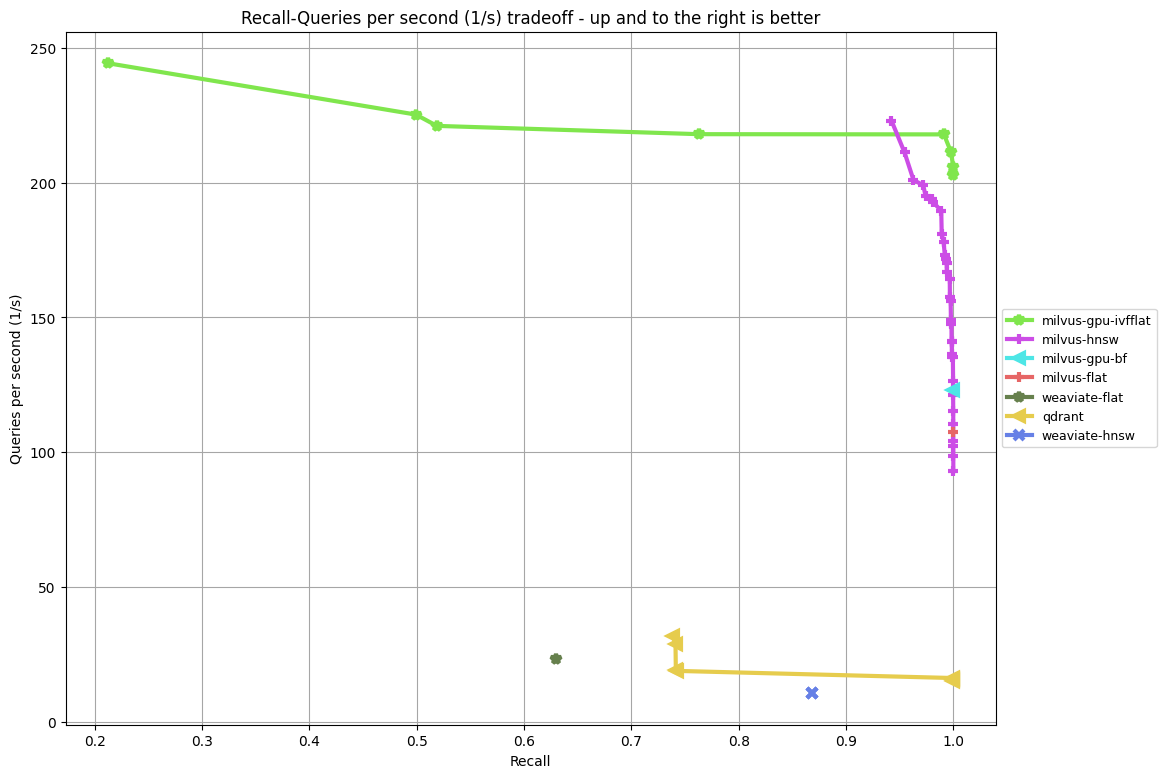 Recall-Queries per second (1/s) tradeoff - up and to the right is better
250
200
150
100
50
0
Queries per second (1/s)
0.2 0.3 0.4 0.5 0.6 0.7 0.8 0.9 1.0
Recall
milvus-gpu-ivfflat
milvus-hnsw
milvus-gpu-bf
milvus-flat
weaviate-flat
qdrant
weaviate-hnsw